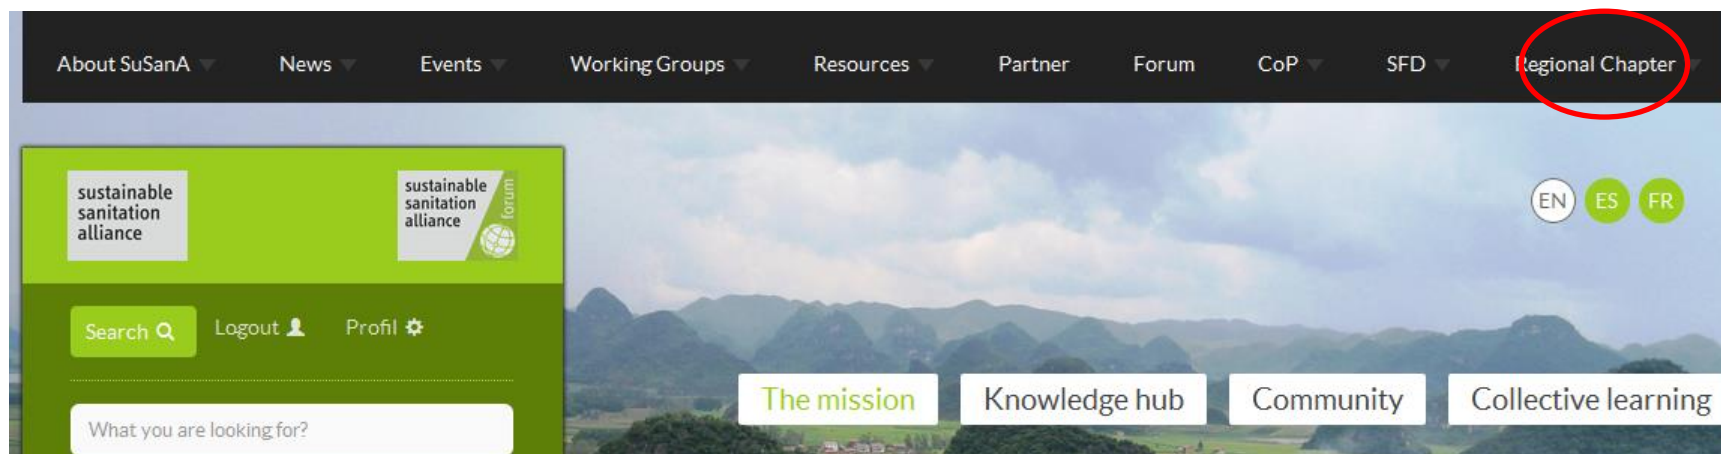 About SuSanA News Events Working Groups Resources Partner Forum CoP SFD Regional Chapter
sustainable
sanitation
alliance
sustainable
sanitation
alliance
forum
EN ES FR
Search Logout Profil
The mission Knowledge hub Community Collective learning
What you are looking for?